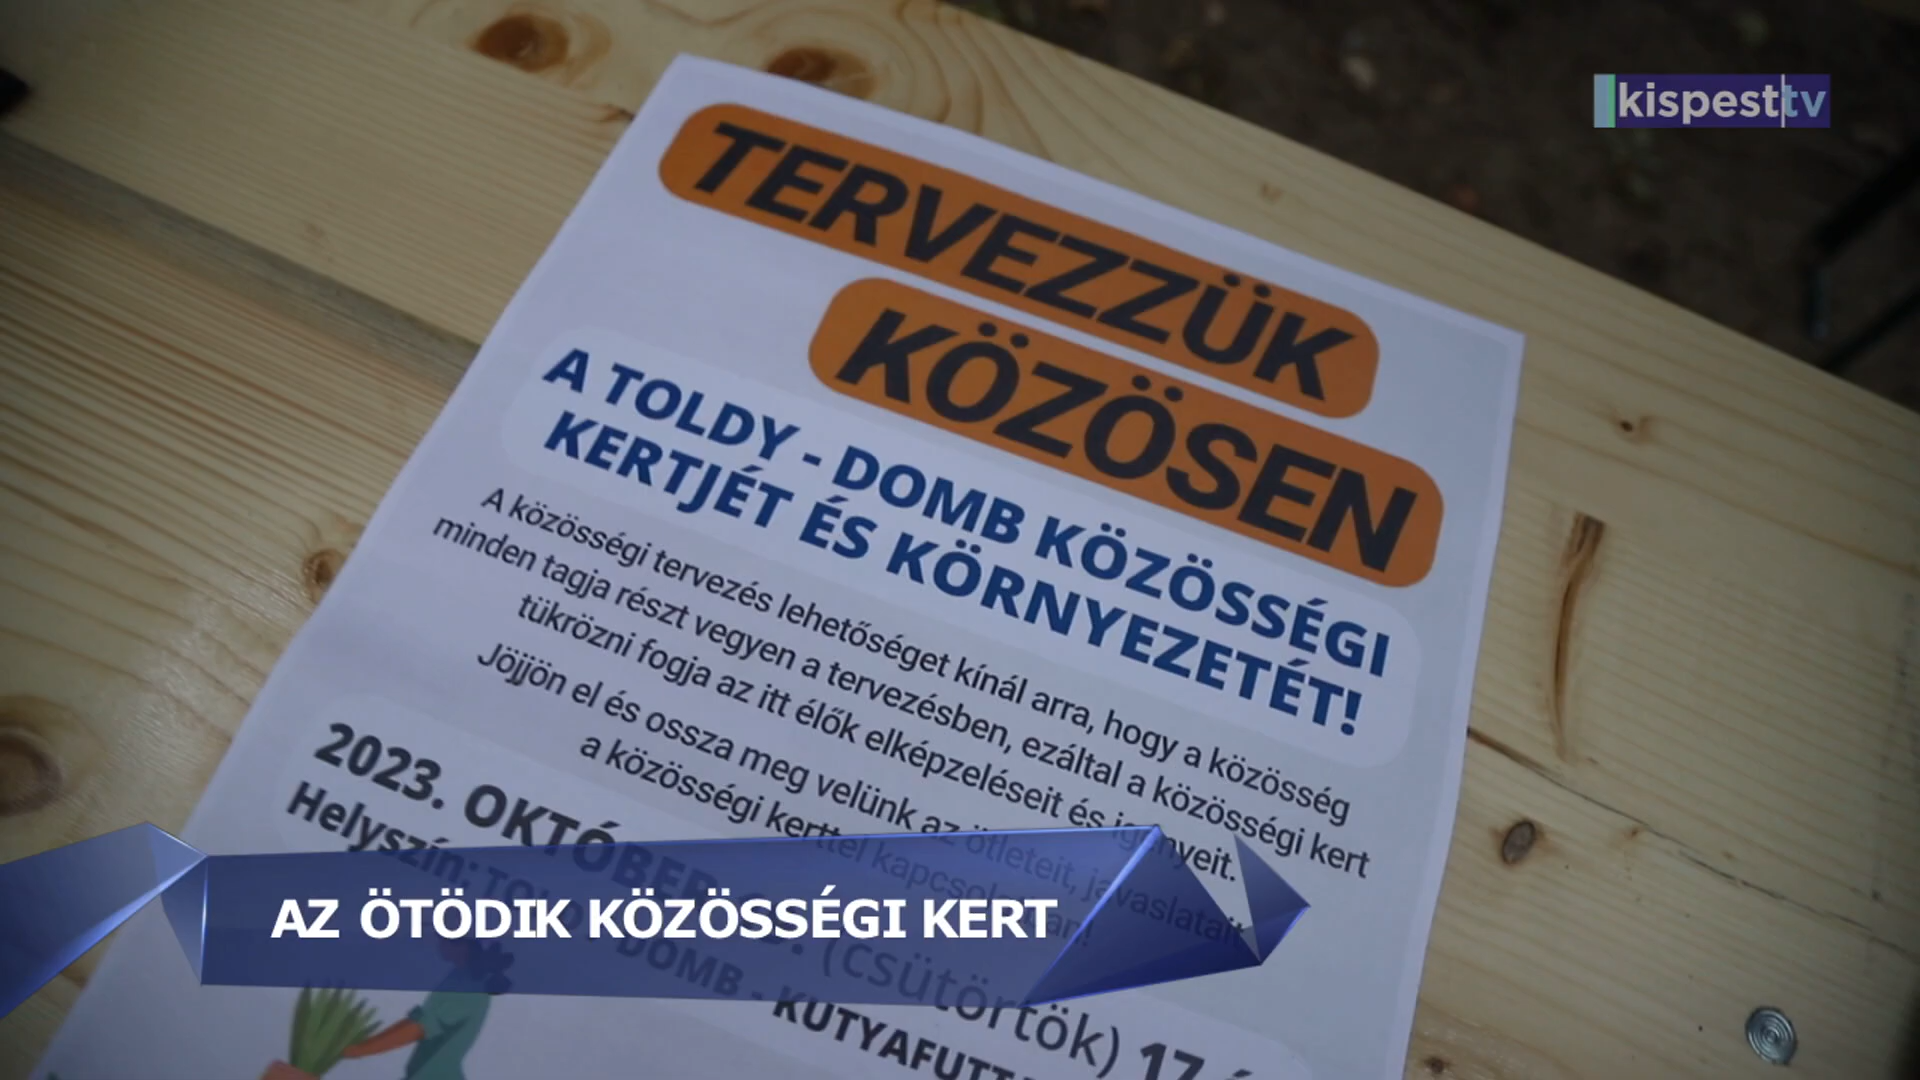 kispest tv
TERVEZZÜK
KÖZÖSEN
A TOLDY - DOMB KÖZÖSSÉGI
KERTJÉT ÉS KÖRNYEZETÉT!
A közösségi tervezés lehetőséget kínál arra, hogy a közösség
minden tagja részt vegyen a tervezésben, ezáltal a közösségi kert
tükrözni fogja az itt élők elképzeléseit és igényeit.
Jöjjön el és ossza meg velünk az ötleteit, javaslatait
a közösségi kerttel kapcsolatban!
2023. OKTÓBER (csütörtök) 17
Helyszín: TOLDY DOMB - KUTYAFUTT
AZ ÖTÖDIK KÖZÖSSÉGI KERT